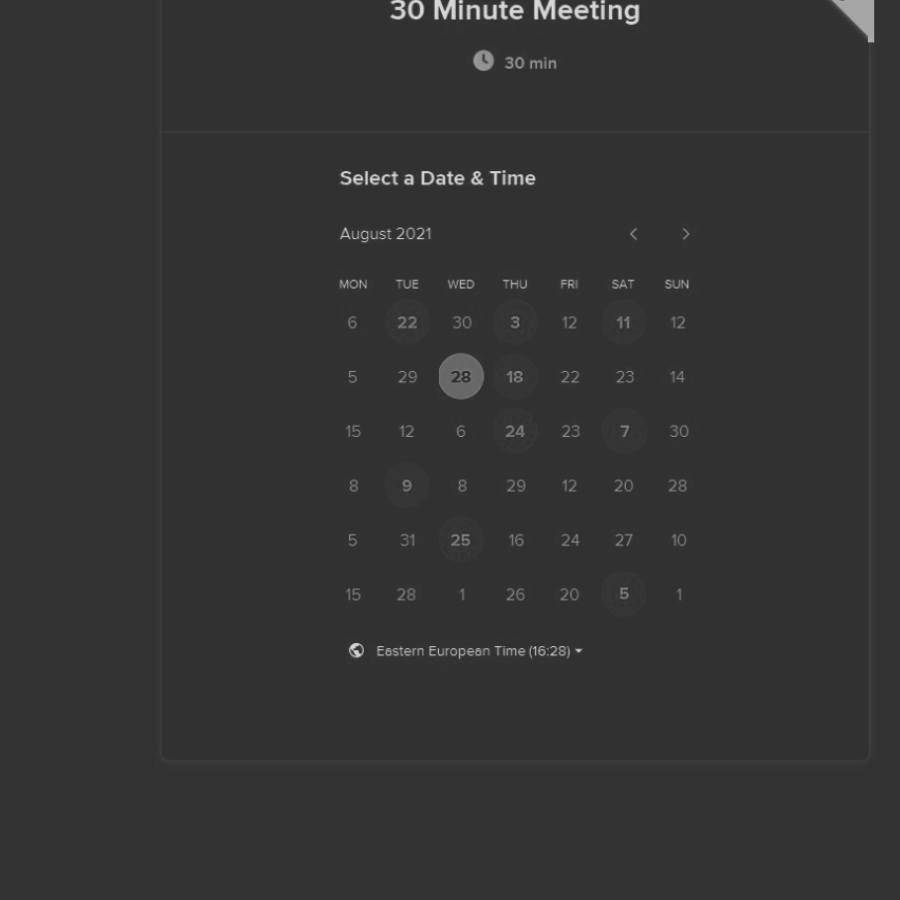 30 Minute Meeting
30 min
Select a Date & Time
August 2021
MON TUE WED THU FRI SAT SUN
6 22 30 3 12 11 12
5 29 28 18 22 23 14
15 12 6 24 23 7 30
8 9 8 29 12 20 28
5 31 25 16 24 27 10
15 28 1 26 20 5 1
Eastern European Time (16:28)